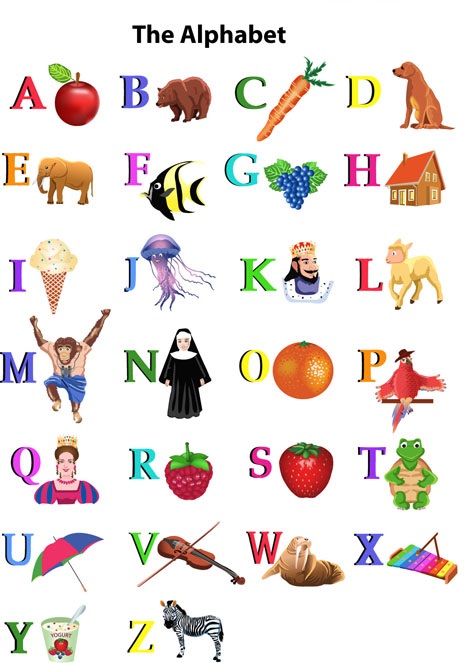 The Alphabet
A B C D
E F G H
I J K L
M N O P
Q R S T
U V W X
Y YOGURT Z